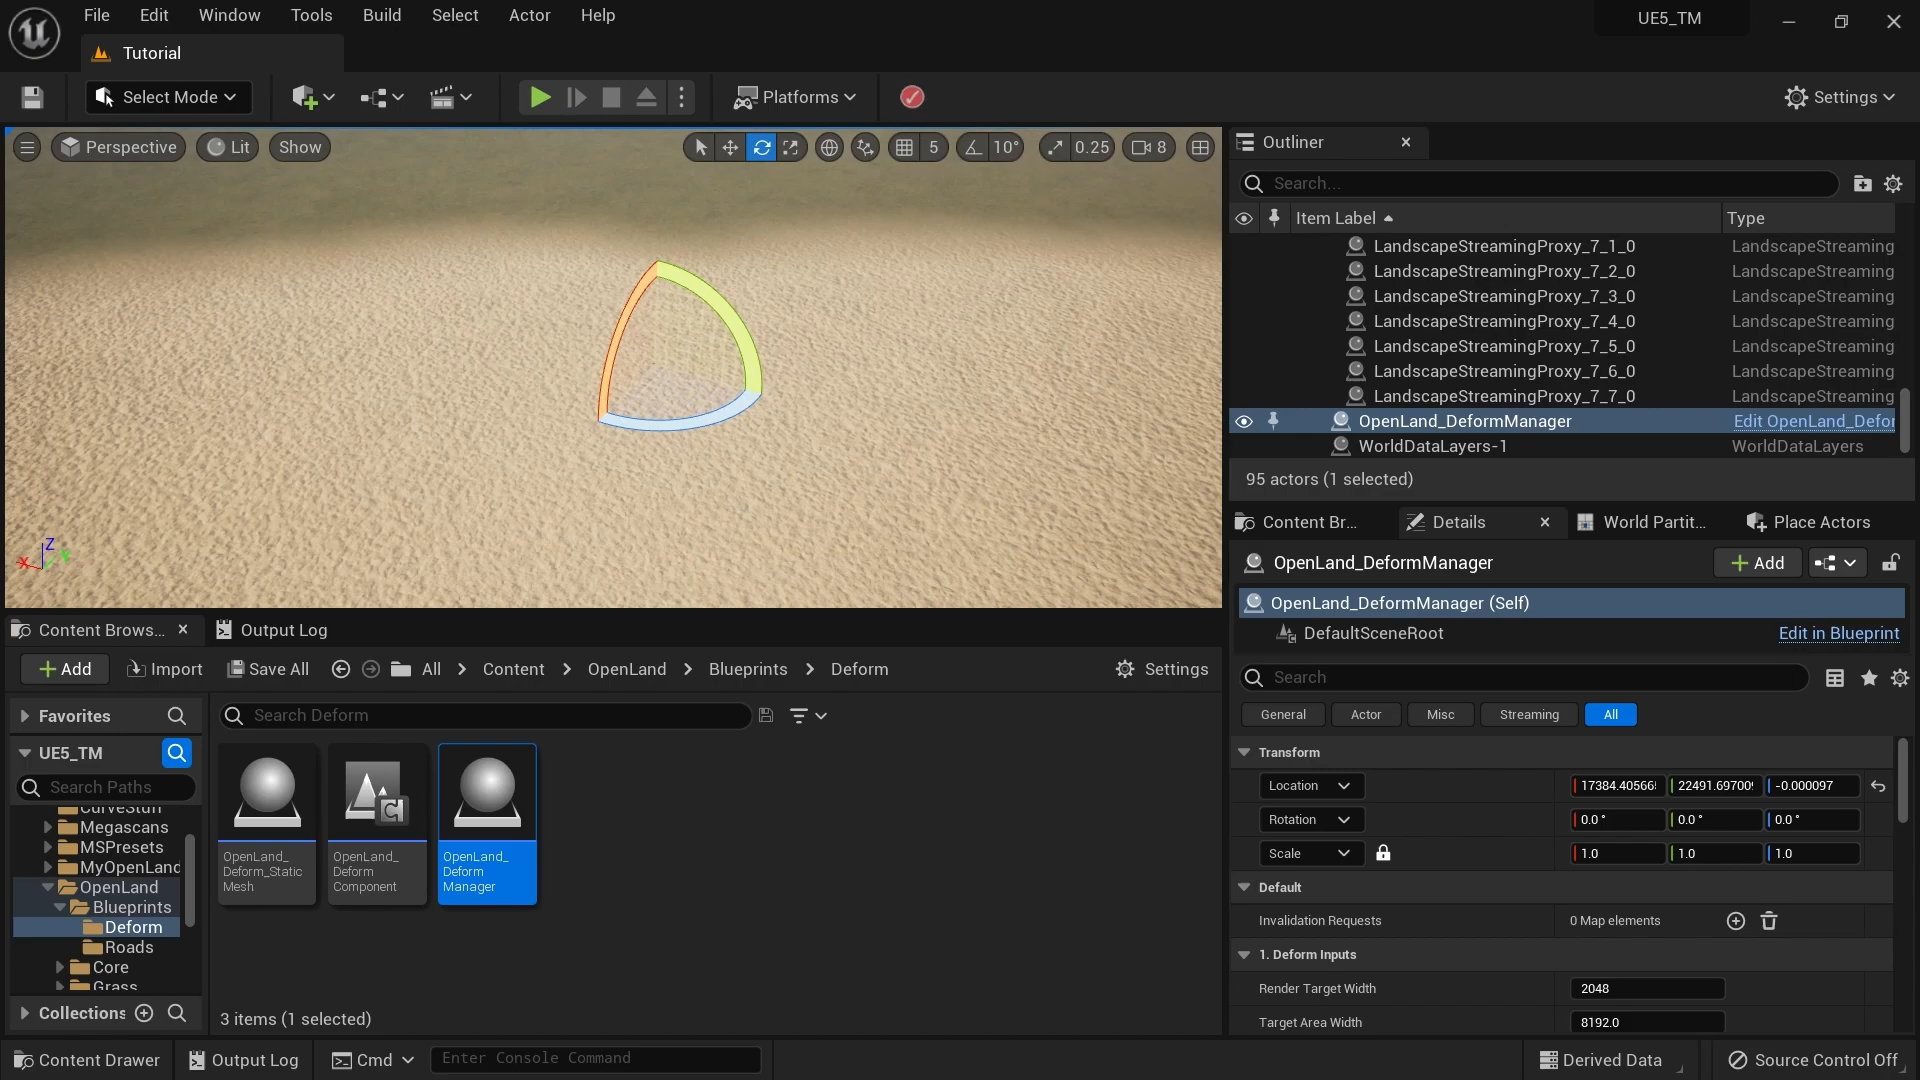 File Edit Window Tools Build Select Actor Help
UE5_TM
Tutorial
Select Mode
Platforms
Settings
Perspective Lit Show
5 10° 0.25 8
Outliner
Search...
Item Label Type
LandscapeStreamingProxy_7_1_0 LandscapeStreaming
LandscapeStreamingProxy_7_2_0 LandscapeStreaming
LandscapeStreamingProxy_7_3_0 LandscapeStreaming
LandscapeStreamingProxy_7_4_0 LandscapeStreaming
LandscapeStreamingProxy_7_5_0 LandscapeStreaming
LandscapeStreamingProxy_7_6_0 LandscapeStreaming
LandscapeStreamingProxy_7_7_0 LandscapeStreaming
OpenLand_DeformManager Edit OpenLand_Defor
WorldDataLayers-1 WorldDataLayers
95 actors (1 selected)
Content Br... Details World Partit... Place Actors
OpenLand_DeformManager Add
OpenLand_DeformManager (Self)
DefaultSceneRoot Edit in Blueprint
Search
General Actor Misc Streaming All
Transform
Location 17384.40566 22491.69700 -0.000097
Rotation 0.0 ° 0.0 ° 0.0 °
Scale 1.0 1.0 1.0
Default
Invalidation Requests 0 Map elements
1. Deform Inputs
Render Target Width 2048
Target Area Width 8192.0
X Y Z
Content Brows... Output Log
Add Import Save All All Content OpenLand Blueprints Deform Settings
Favorites
UE5_TM
Search Paths
CurveStuff
Megascans
MSPresets
MyOpenLand
OpenLand
Blueprints
Deform
Roads
Core
Grass
Collections
Search Deform
OpenLand_
Deform_Static
Mesh
OpenLand_
Deform
Component
OpenLand_
Deform
Manager
3 items (1 selected)
Content Drawer Output Log Cmd Enter Console Command Derived Data Source Control Off